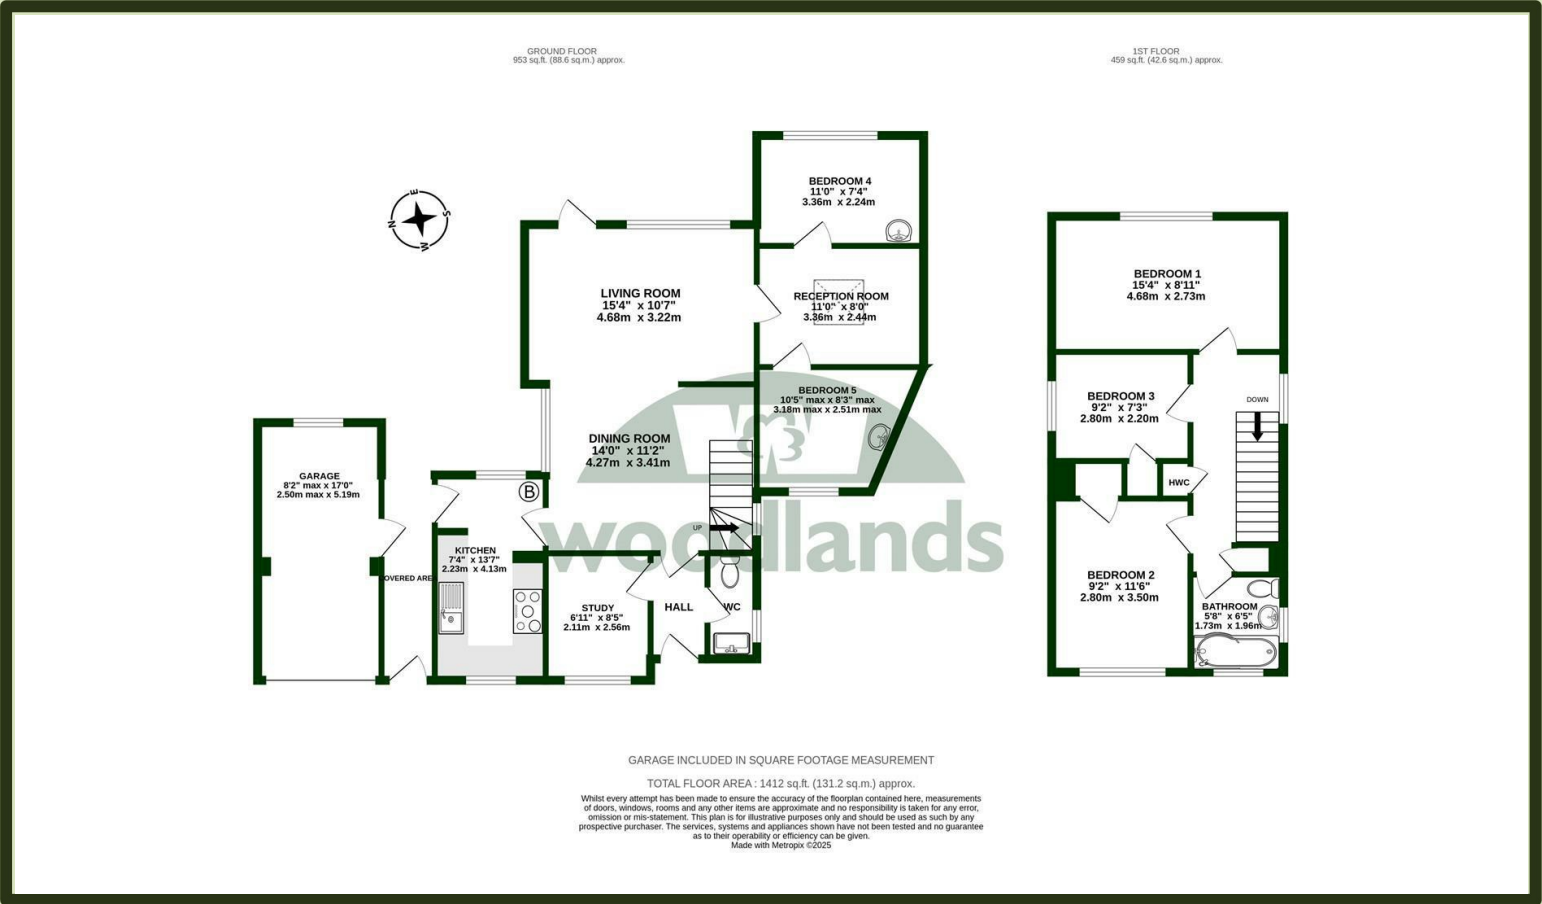 GROUND FLOOR
953 sq.ft. (88.6 sq.m.) approx.
1ST FLOOR
459 sq.ft. (42.6 sq.m.) approx.
E
S
N
W
BEDROOM 4
11'0" x 7'4"
3.36m x 2.24m
LIVING ROOM
15'4" x 10'7"
4.68m x 3.22m
RECEPTION ROOM
11'0" x 8'0"
3.36m x 2.44m
BEDROOM 5
10'5" max x 8'3" max
3.18m max x 2.51m max
DINING ROOM
14'0" x 11'2"
4.27m x 3.41m
GARAGE
8'2" max x 17'0"
2.50m max x 5.19m
B
UP
KITCHEN
7'4" x 13'7"
2.23m x 4.13m
COVERED AREA
STUDY
6'11" x 8'5"
2.11m x 2.56m
HALL
WC
woodlands
BEDROOM 1
15'4" x 8'11"
4.68m x 2.73m
BEDROOM 3
9'2" x 7'3"
2.80m x 2.20m
DOWN
HWC
BEDROOM 2
9'2" x 11'6"
2.80m x 3.50m
BATHROOM
5'8" x 6'5"
1.73m x 1.96m
GARAGE INCLUDED IN SQUARE FOOTAGE MEASUREMENT
TOTAL FLOOR AREA : 1412 sq.ft. (131.2 sq.m.) approx.
Whilst every attempt has been made to ensure the accuracy of the floorplan contained here, measurements
of doors, windows, rooms and any other items are approximate and no responsibility is taken for any error,
omission or mis-statement. This plan is for illustrative purposes only and should be used as such by any
prospective purchaser. The services, systems and appliances shown have not been tested and no guarantee
as to their operability or efficiency can be given.
Made with Metropix ©2025